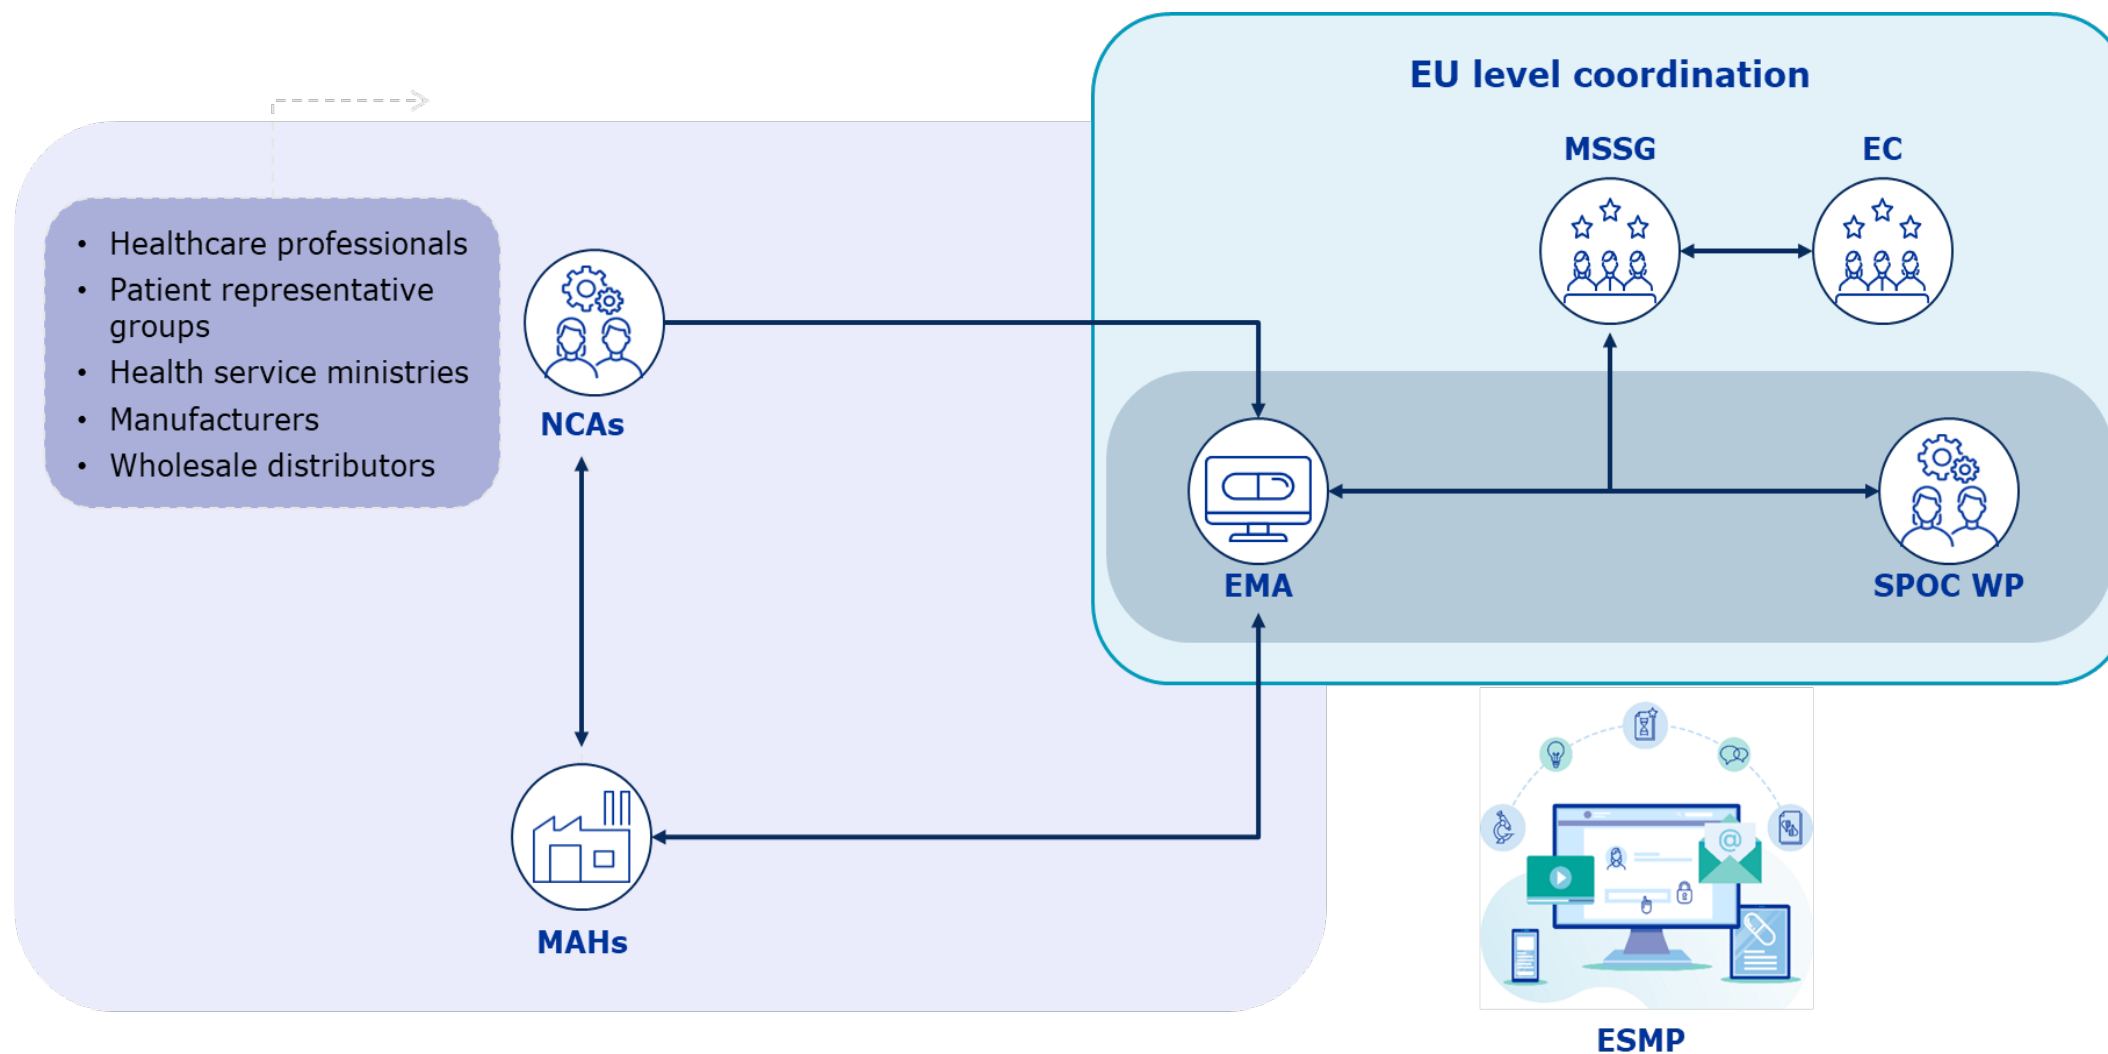 EU level coordination
MSSG
EC
• Healthcare professionals
• Patient representative
groups
• Health service ministries
• Manufacturers
• Wholesale distributors
NCAs
EMA
SPOC WP
MAHs
@
ESMP